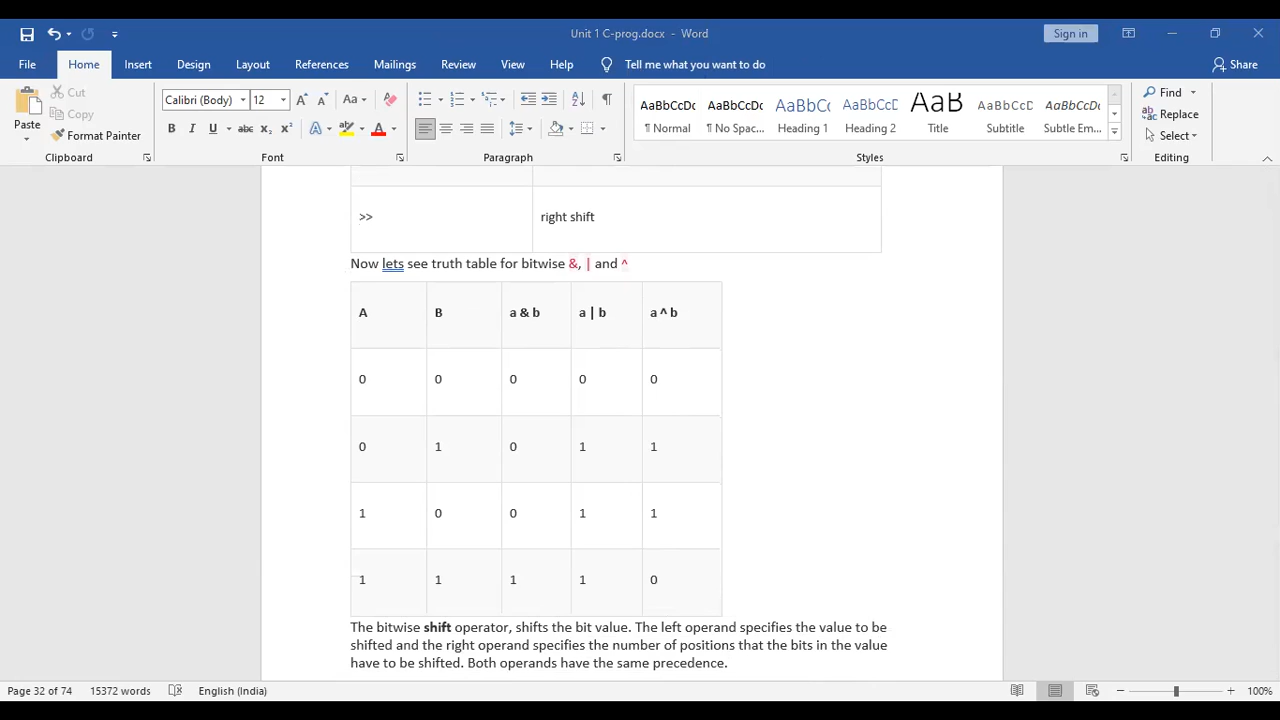 Unit 1 C-prog.docx - Word
Sign in
File Home Insert Design Layout References Mailings Review View Help Tell me what you want to do Share
Paste
Cut
Copy
Format Painter
Clipboard
Calibri (Body) 12
Aa
B I U abc x₂ x² A A
Font
Paragraph
AaBbCcDc AaBbCcDc AaBbCc AaBbCcE AaB AaBbCcD AaBbCcDc
¶ Normal ¶ No Spac... Heading 1 Heading 2 Title Subtitle Subtle Em...
Styles
Find
Replace
Select
Editing
>> right shift
Now lets see truth table for bitwise &, | and ^
A B a & b a | b a ^ b
0 0 0 0 0
0 1 0 1 1
1 0 0 1 1
1 1 1 1 0
The bitwise shift operator, shifts the bit value. The left operand specifies the value to be
shifted and the right operand specifies the number of positions that the bits in the value
have to be shifted. Both operands have the same precedence.
Page 32 of 74 15372 words English (India) 100%